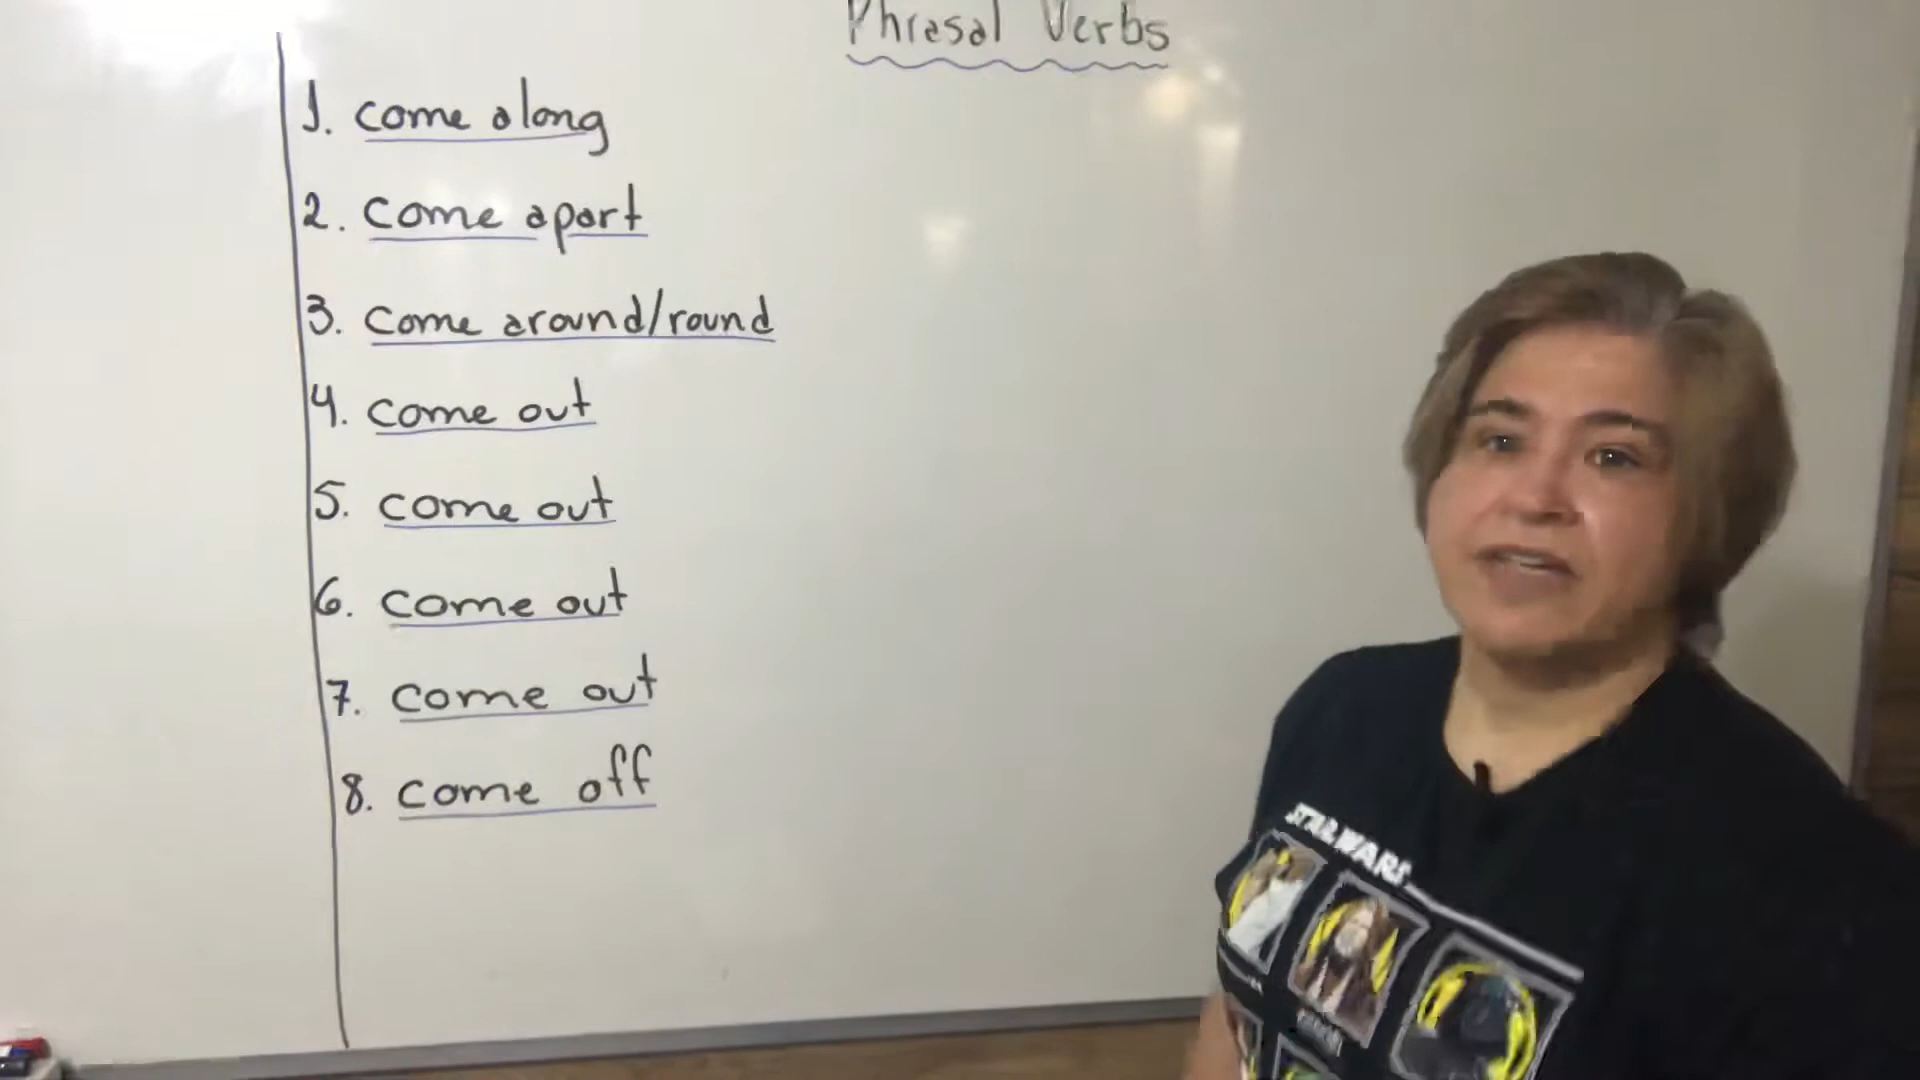 Phrasal Verbs
1. come along
2. come apart
3. come around/round
4. come out
5. come out
6. come out
7. come out
8. come off
STAR WARS